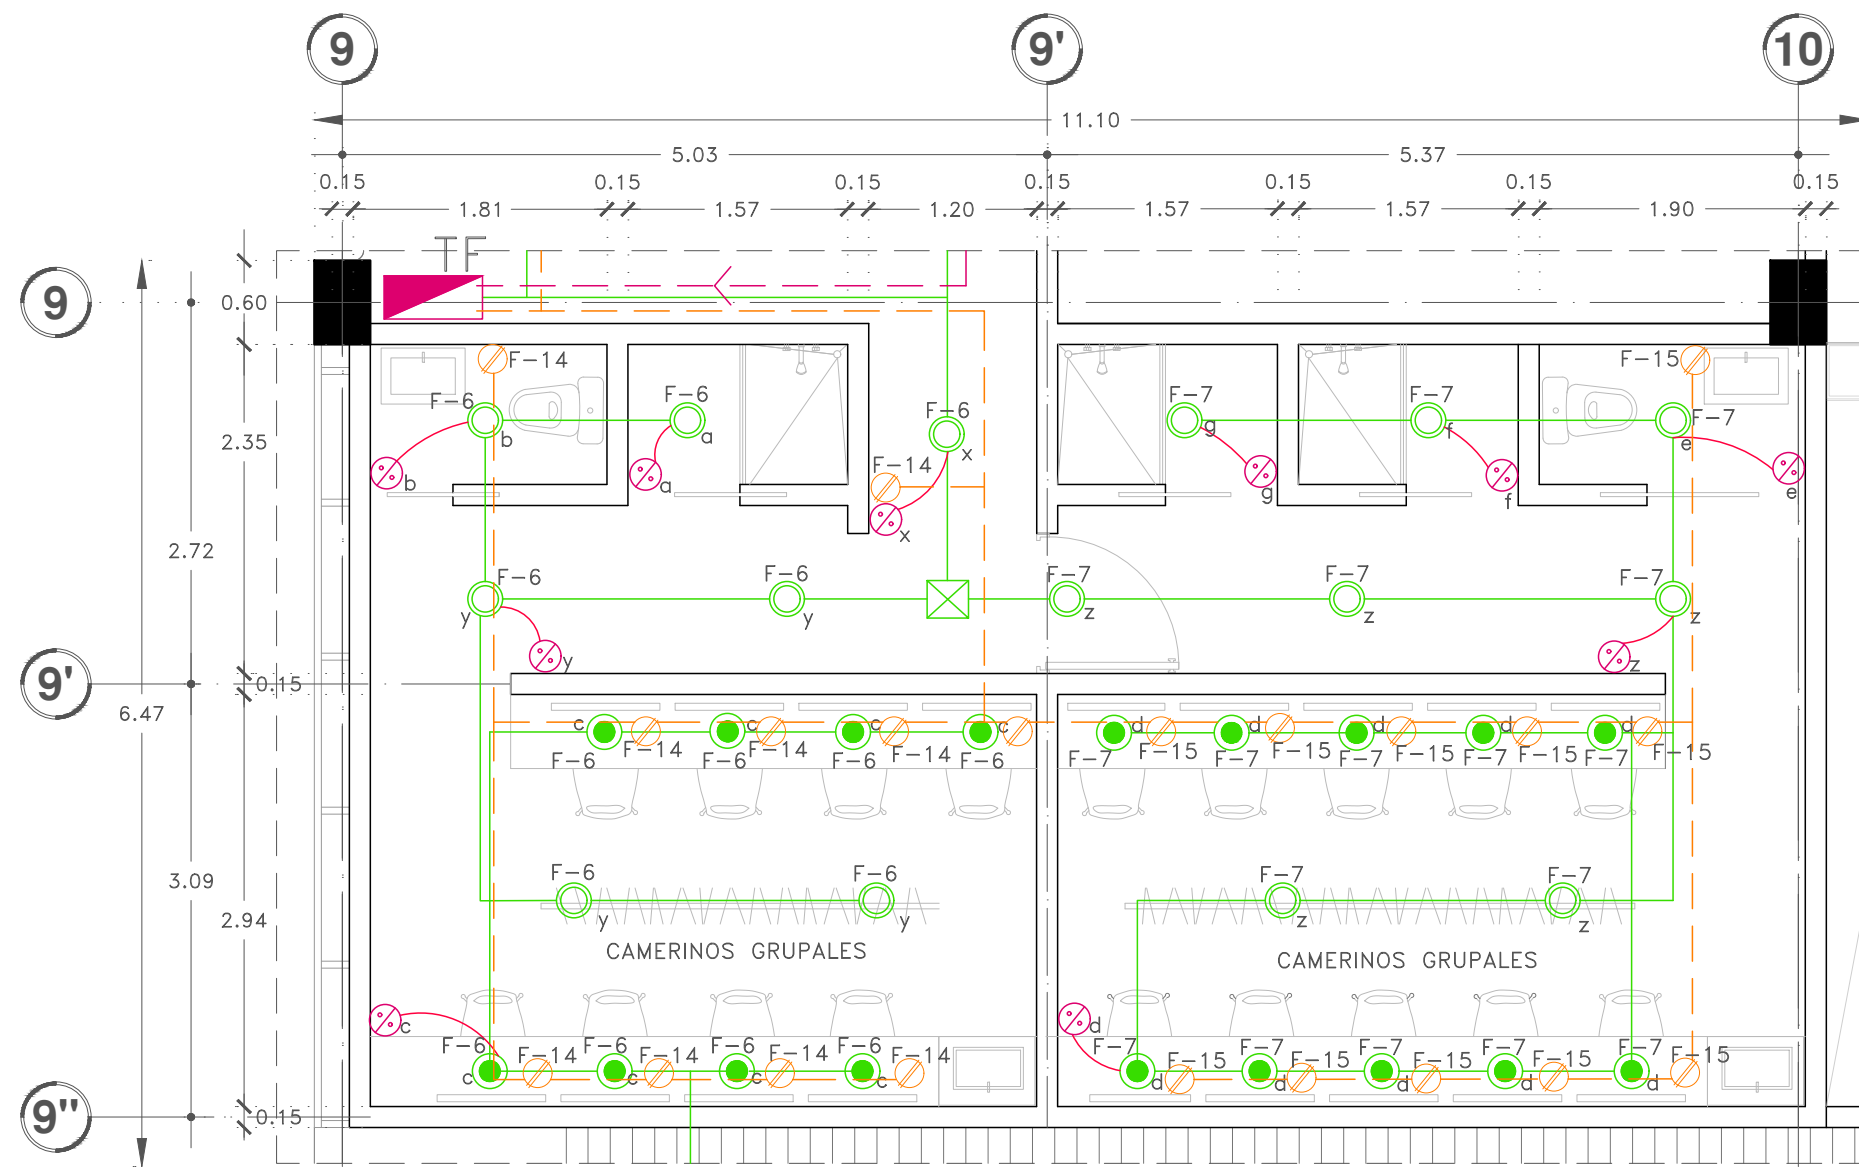 9 9' 10
11.10
5.03 5.37
0.15 0.15 0.15 0.15 0.15 0.15 0.15
1.81 1.57 1.20 1.57 1.57 1.90
TF
9 0.60
F-14 F-15
F-6 F-6 F-6 F-7 F-7 F-7
b a x g f e
2.35
F-14
b a g f e
x
2.72
F-6 F-6 F-7 F-7 F-7
y y z z z
y z
9' 0.15
6.47
c c c c d d d d d
F-14 F-14 F-14 F-15 F-15 F-15 F-15 F-15
F-6 F-6 F-6 F-6 F-7 F-7 F-7 F-7 F-7
3.09
F-6 F-6 F-7 F-7
y y z z
2.94
CAMERINOS GRUPALES CAMERINOS GRUPALES
c d
F-6 F-14 F-6 F-14 F-6 F-14 F-6 F-14 F-7 F-15 F-7 F-15 F-7 F-15 F-7 F-15 F-7 F-15
c c c c d d d d d
9'' 0.15